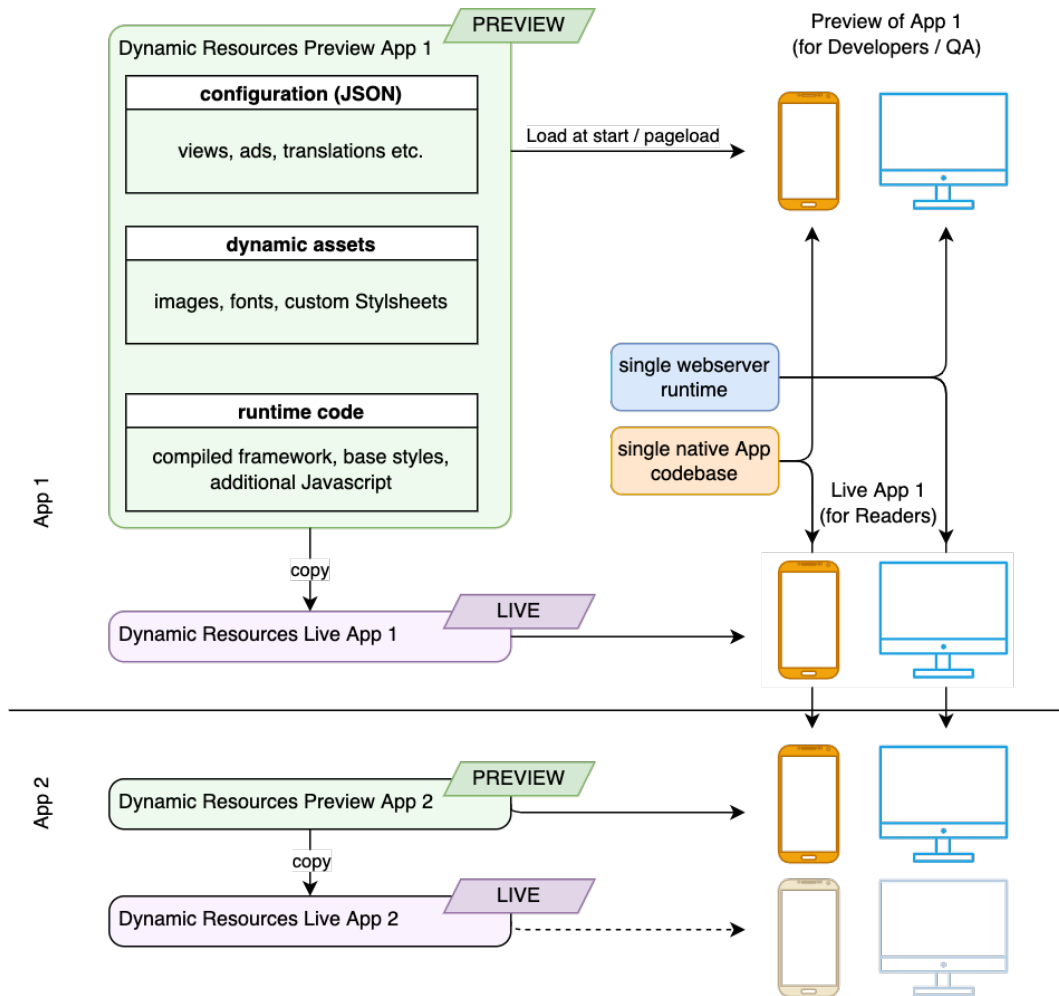 PREVIEW
Dynamic Resources Preview App 1
configuration (JSON)
views, ads, translations etc.
dynamic assets
images, fonts, custom Stylsheets
runtime code
compiled framework, base styles,
additional Javascript
App 1
copy
LIVE
Dynamic Resources Live App 1
Load at start / pageload
Preview of App 1
(for Developers / QA)
single webserver
runtime
single native App
codebase
Live App 1
(for Readers)
App 2
PREVIEW
Dynamic Resources Preview App 2
copy
LIVE
Dynamic Resources Live App 2